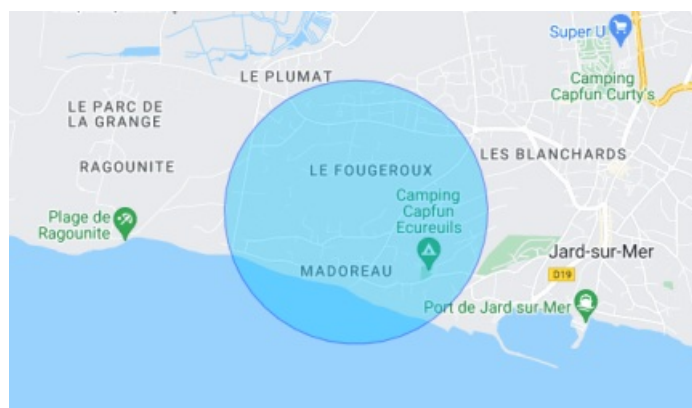 Super U
LE PLUMAT
Camping
Capfun Curty's
LE PARC DE
LA GRANGE
LES BLANCHARDS
RAGOUNITE
LE FOUGEROUX
Camping
Capfun
Ecureuils
Plage de
Ragounite
Jard-sur-Mer
MADOREAU
D19
Port de Jard sur Mer